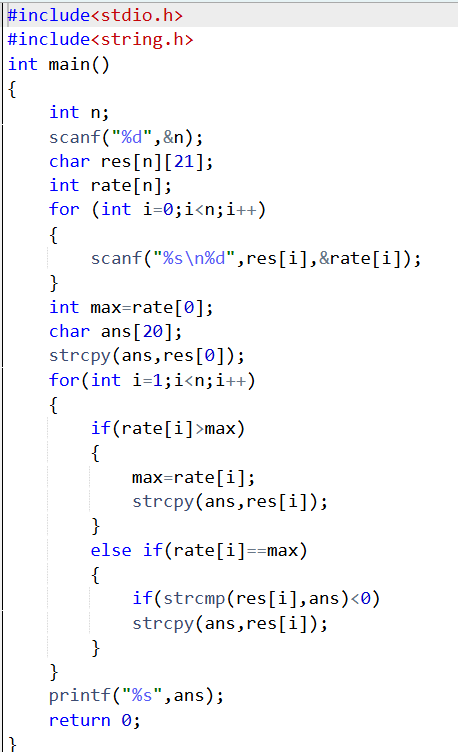 #include<stdio.h>
#include<string.h>
int main()
{
    int n;
    scanf("%d",&n);
    char res[n][21];
    int rate[n];
    for (int i=0;i<n;i++)
    {
        scanf("%s\n%d",res[i],&rate[i]);
    }
    int max=rate[0];
    char ans[20];
    strcpy(ans,res[0]);
    for(int i=1;i<n;i++)
    {
        if(rate[i]>max)
        {
            max=rate[i];
            strcpy(ans,res[i]);
        }
        else if(rate[i]==max)
        {
            if(strcmp(res[i],ans)<0)
            strcpy(ans,res[i]);
        }
    }
    printf("%s",ans);
    return 0;
}